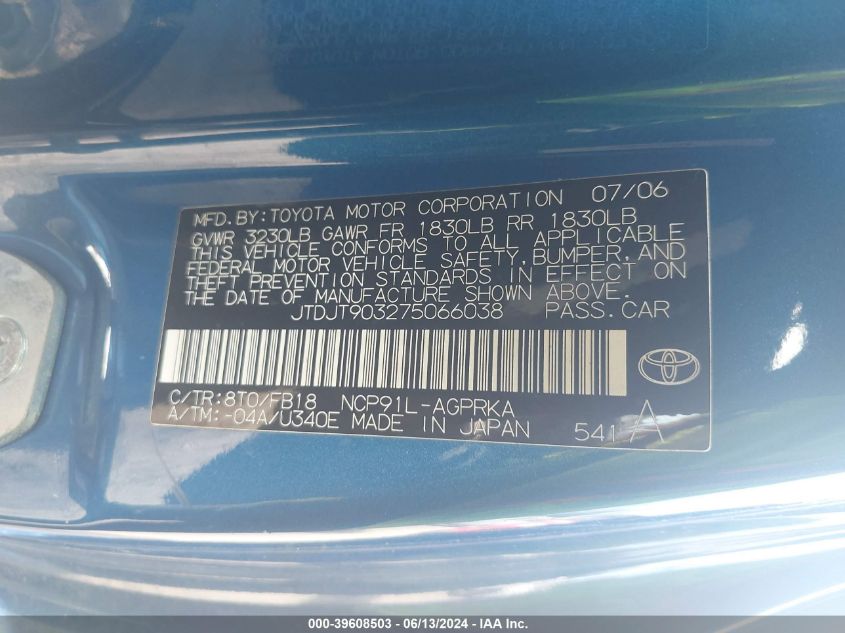 MFD. BY: TOYOTA MOTOR CORPORATION 07/06
GVWR 3230LB GAWR FR 1830LB RR 1830LB
THIS VEHICLE CONFORMS TO ALL APPLICABLE
FEDERAL MOTOR VEHICLE SAFETY, BUMPER, AND
THEFT PREVENTION STANDARDS IN EFFECT ON
THE DATE OF MANUFACTURE SHOWN ABOVE.
JTDJT903275066038 PASS. CAR
C/TR: 8T0/FB18 NCP91L-AGPRKA
A/TM: -04A/U340E MADE IN JAPAN 541 A
000-39608503 - 06/13/2024 - IAA Inc.